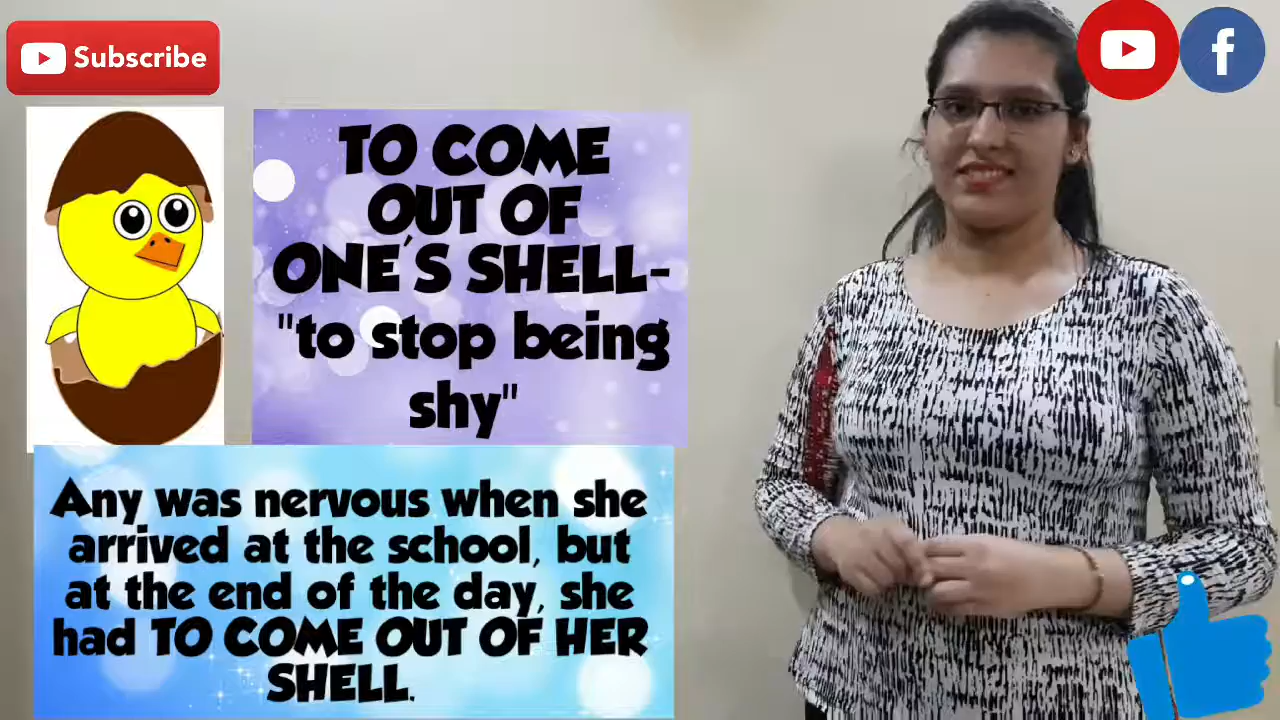 Subscribe
TO COME
OUT OF
ONE'S SHELL-
"to stop being
shy"
Any was nervous when she
arrived at the school, but
at the end of the day, she
had TO COME OUT OF HER
SHELL.
f